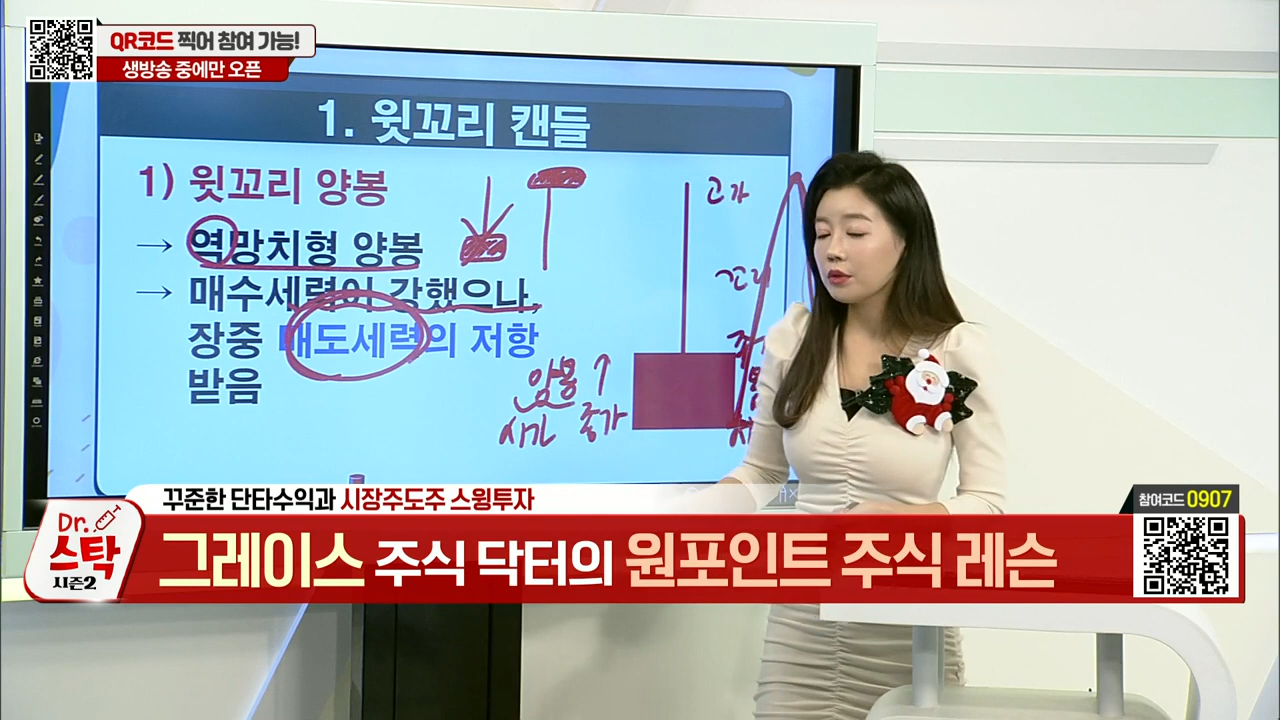 QR코드 찍어 참여 가능!
생방송 중에만 오픈
1. 윗꼬리 캔들
1) 윗꼬리 양봉
→ 역망치형 양봉
→ 매수세력이 강했으나,
장중 매도세력의 저항
받음
고가
꼬리
양봉↑
시가 종가
꾸준한 단타수익과 시장주도주 스윙투자
Dr.
스탁
시즌2
그레이스 주식 닥터의 원포인트 주식 레슨
참여코드 0907